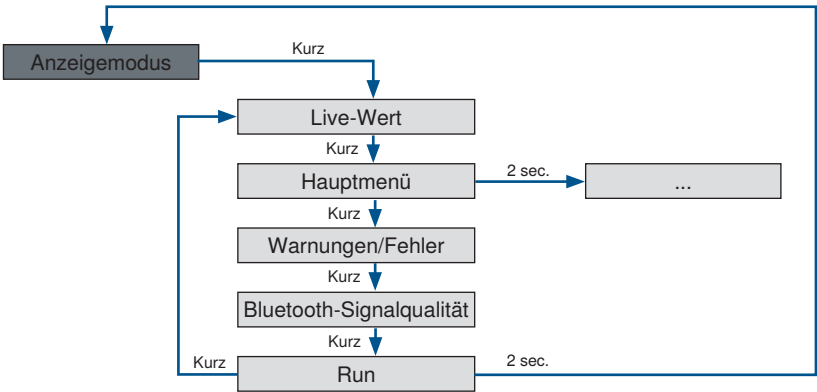 Anzeigemodus
Kurz
Live-Wert
Kurz
Hauptmenü
2 sec.
...
Kurz
Warnungen/Fehler
Kurz
Bluetooth-Signalqualität
Kurz
Kurz
Run
2 sec.